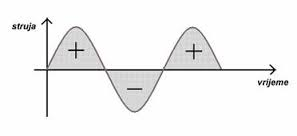 struja
+ +
−
vrijeme